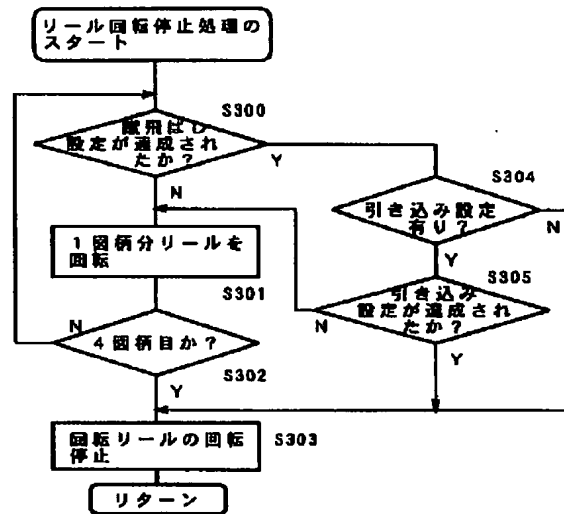 リール回転停止処理の
スタート
S300
蹴飛ばし
設定が達成され
たか？
Y
N
S304
引き込み設定
有り？
N
Y
1図柄分リールを
回転
S301
S305
引き込み
設定が達成され
たか？
N
Y
N
4図柄目か？
S302
Y
回転リールの回転
停止
S303
リターン